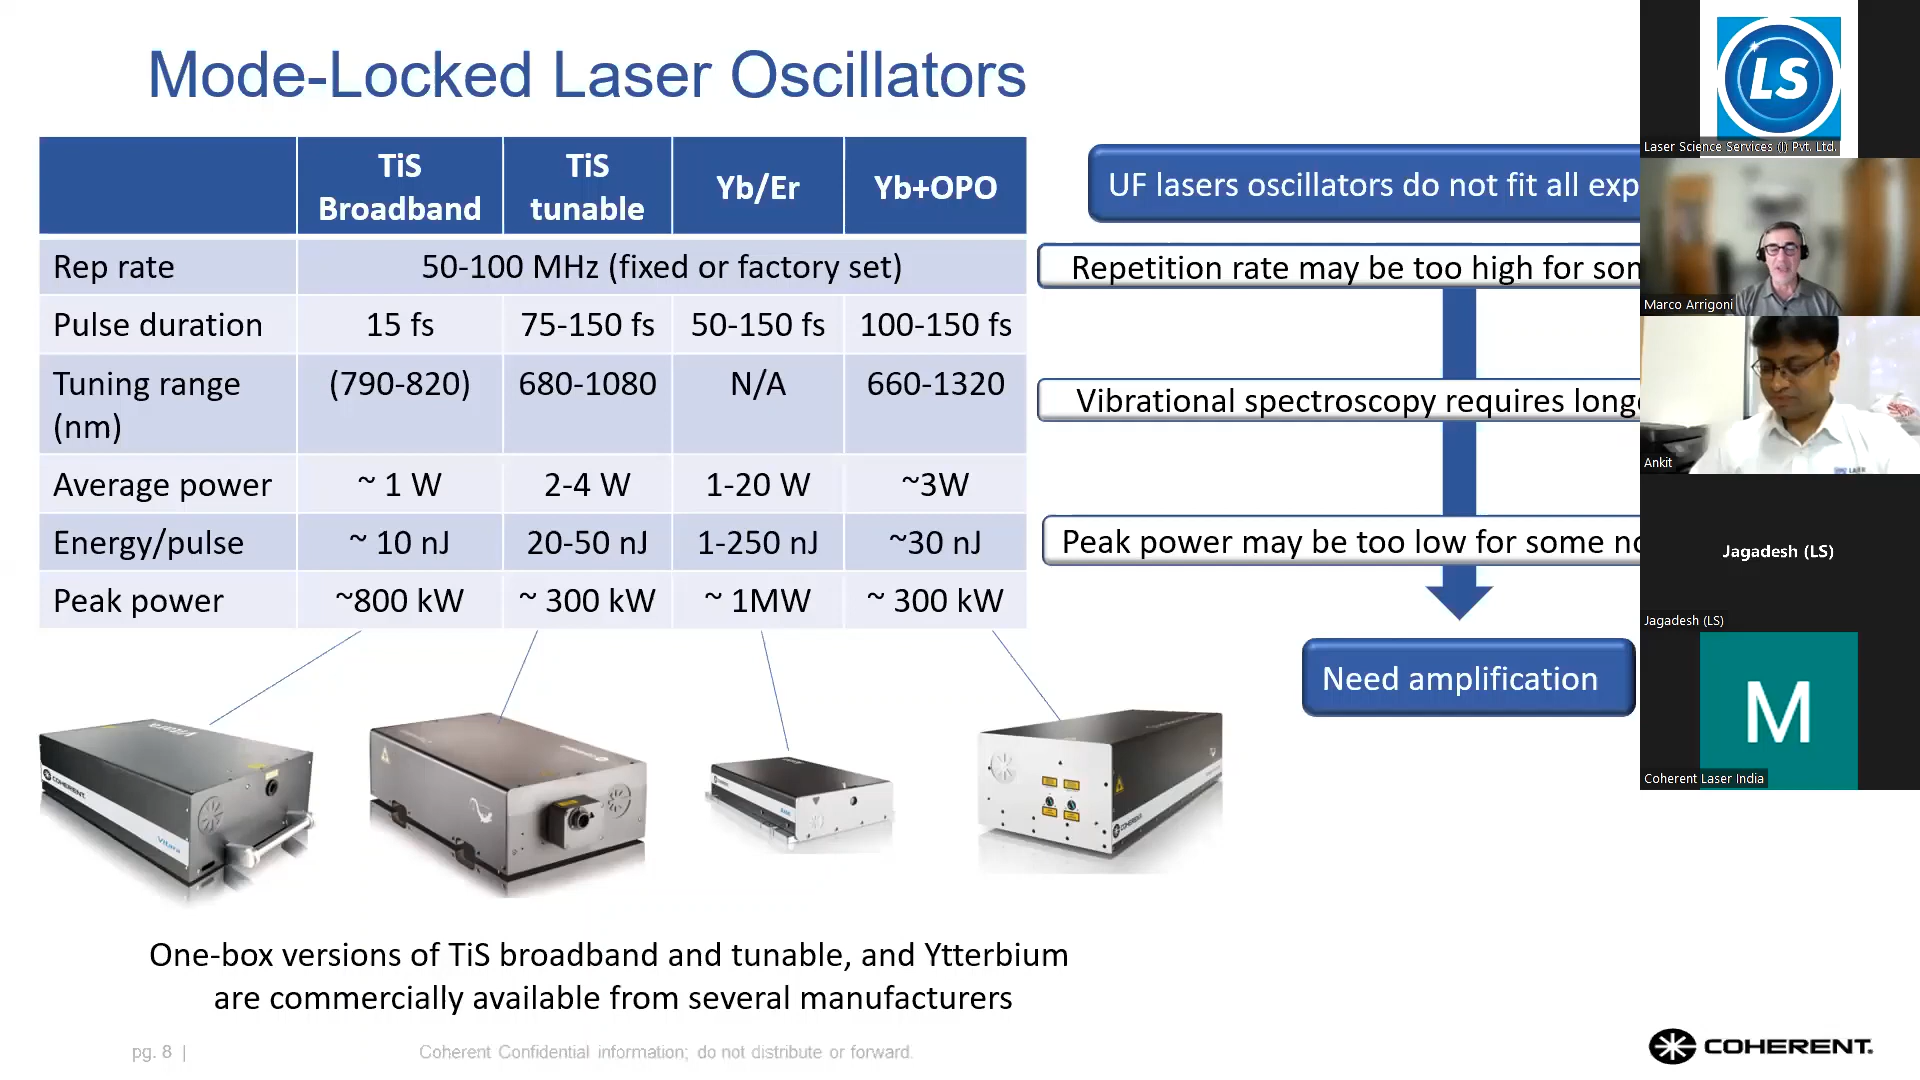 Mode-Locked Laser Oscillators
TiS Broadband
TiS tunable
Yb/Er
Yb+OPO
Rep rate
50-100 MHz (fixed or factory set)
Pulse duration
15 fs
75-150 fs
50-150 fs
100-150 fs
Tuning range (nm)
(790-820)
680-1080
N/A
660-1320
Average power
~ 1 W
2-4 W
1-20 W
~3W
Energy/pulse
~ 10 nJ
20-50 nJ
1-250 nJ
~30 nJ
Peak power
~800 kW
~ 300 kW
~ 1MW
~ 300 kW
UF lasers oscillators do not fit all exp
Repetition rate may be too high for som
Vibrational spectroscopy requires longe
Peak power may be too low for some no
Need amplification
Vitara
COHERENT.
Vitara
COHERENT
One-box versions of TiS broadband and tunable, and Ytterbium
are commercially available from several manufacturers
pg. 8 |
Coherent Confidential information; do not distribute or forward.
COHERENT.
LS
Laser Science Services (I) Pvt. Ltd.
Marco Arrigoni
Ankit
Jagadesh (LS)
Jagadesh (LS)
M
Coherent Laser India